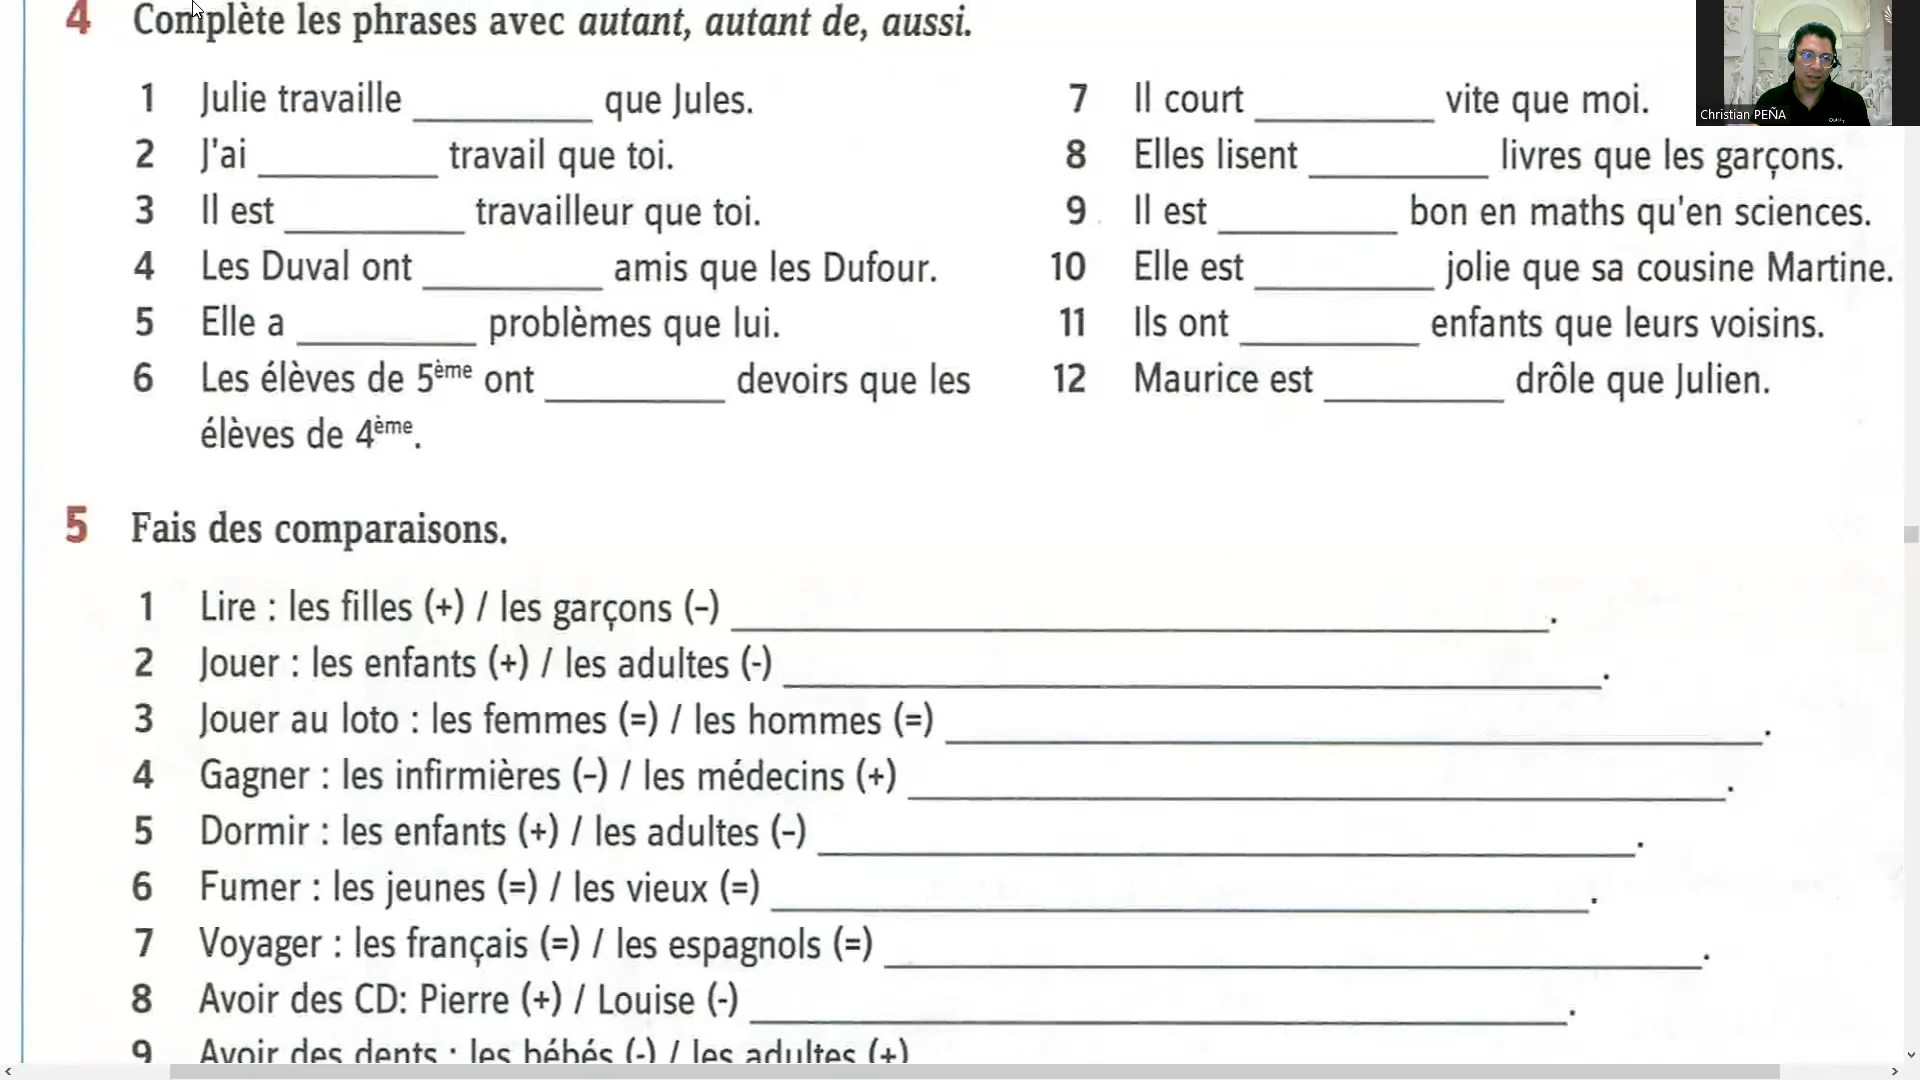 4 Complète les phrases avec autant, autant de, aussi.
1 Julie travaille __________ que Jules.
2 J'ai __________ travail que toi.
3 Il est __________ travailleur que toi.
4 Les Duval ont __________ amis que les Dufour.
5 Elle a __________ problèmes que lui.
6 Les élèves de 5ème ont __________ devoirs que les
élèves de 4ème.
7 Il court __________ vite que moi.
8 Elles lisent __________ livres que les garçons.
9 Il est __________ bon en maths qu'en sciences.
10 Elle est __________ jolie que sa cousine Martine.
11 Ils ont __________ enfants que leurs voisins.
12 Maurice est __________ drôle que Julien.
Christian PEÑA
5 Fais des comparaisons.
1 Lire : les filles (+) / les garçons (–) __________.
2 Jouer : les enfants (+) / les adultes (-) __________.
3 Jouer au loto : les femmes (=) / les hommes (=) __________.
4 Gagner : les infirmières (–) / les médecins (+) __________.
5 Dormir : les enfants (+) / les adultes (–) __________.
6 Fumer : les jeunes (=) / les vieux (=) __________.
7 Voyager : les français (=) / les espagnols (=) __________.
8 Avoir des CD: Pierre (+) / Louise (-) __________.
9 Avoir des dents : les bébés (-) / les adultes (+)